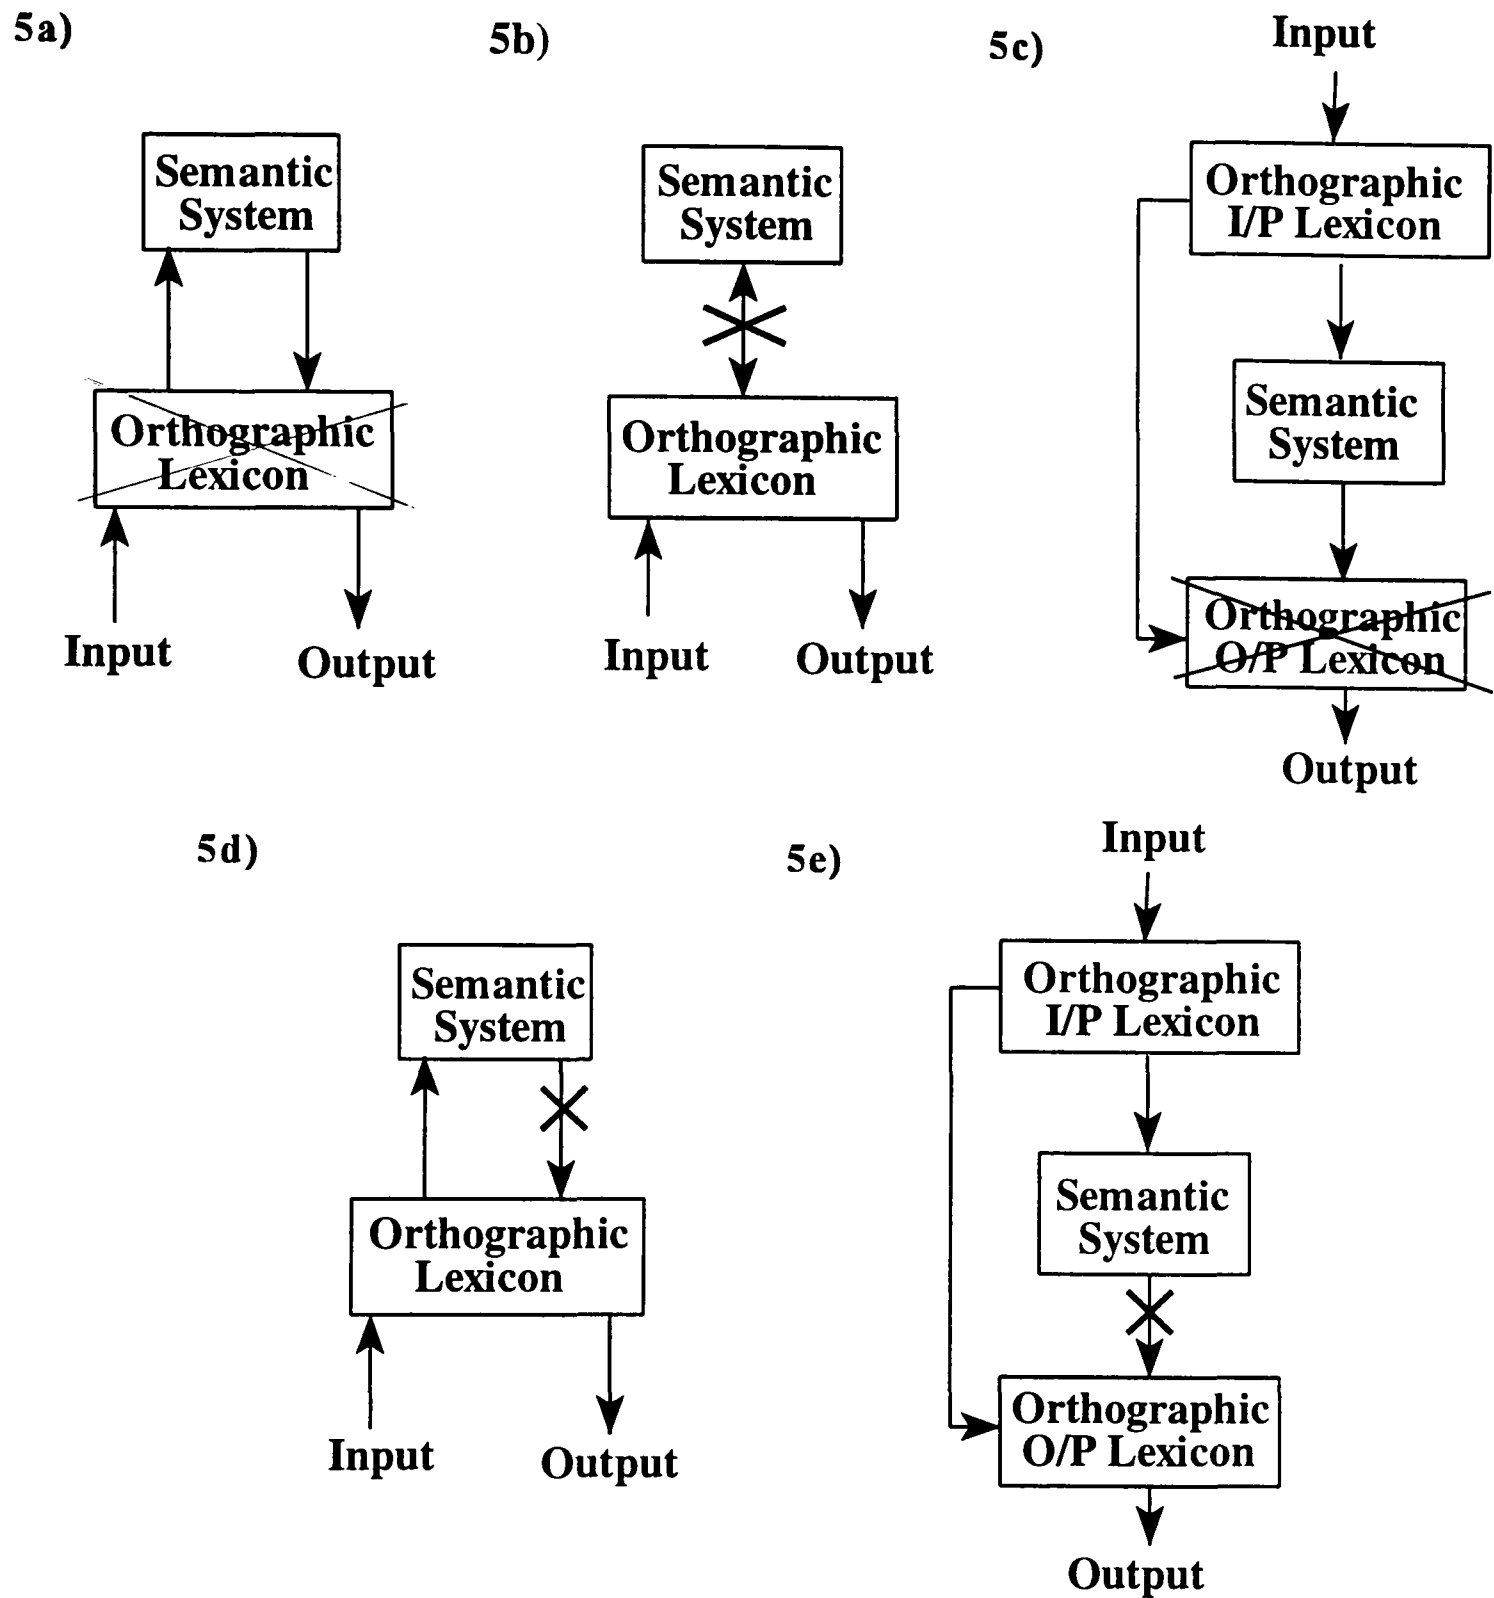 5a)
Semantic
System
Orthographic
Lexicon
Input
Output
5b)
Semantic
System
Orthographic
Lexicon
Input
Output
5c)
Input
Orthographic
I/P Lexicon
Semantic
System
Orthographic
O/P Lexicon
Output
5d)
Semantic
System
Orthographic
Lexicon
Input
Output
5e)
Input
Orthographic
I/P Lexicon
Semantic
System
Orthographic
O/P Lexicon
Output